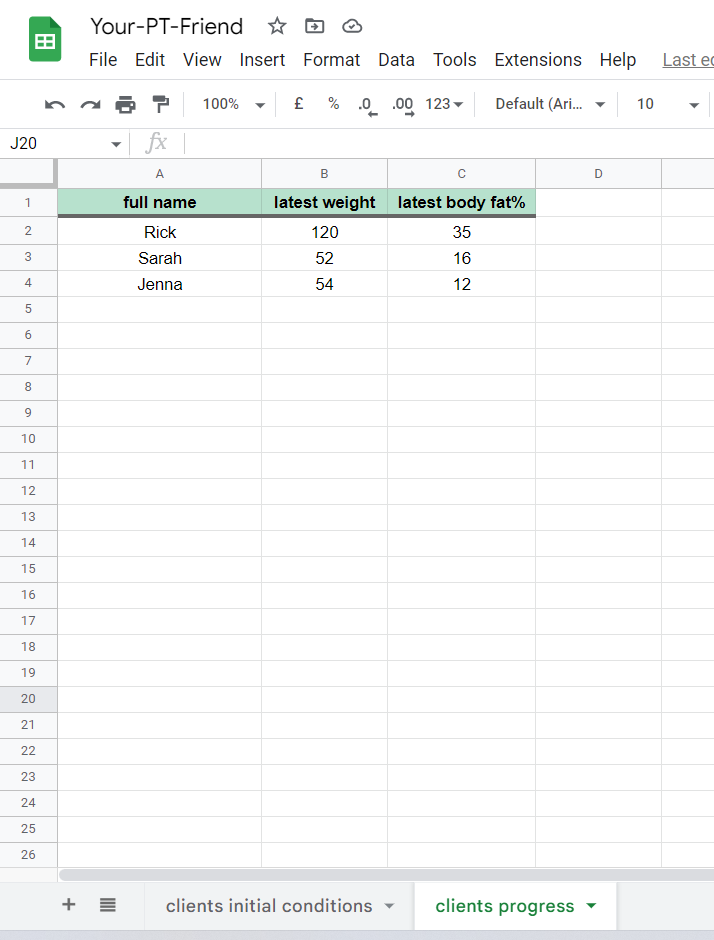 Your-PT-Friend
File Edit View Insert Format Data Tools Extensions Help Last ed
100% £ % .0 .00 123 Default (Ari... 10
J20 fx
A B C D
1 full name latest weight latest body fat%
2 Rick 120 35
3 Sarah 52 16
4 Jenna 54 12
5
6
7
8
9
10
11
12
13
14
15
16
17
18
19
20
21
22
23
24
25
26
+ clients initial conditions clients progress